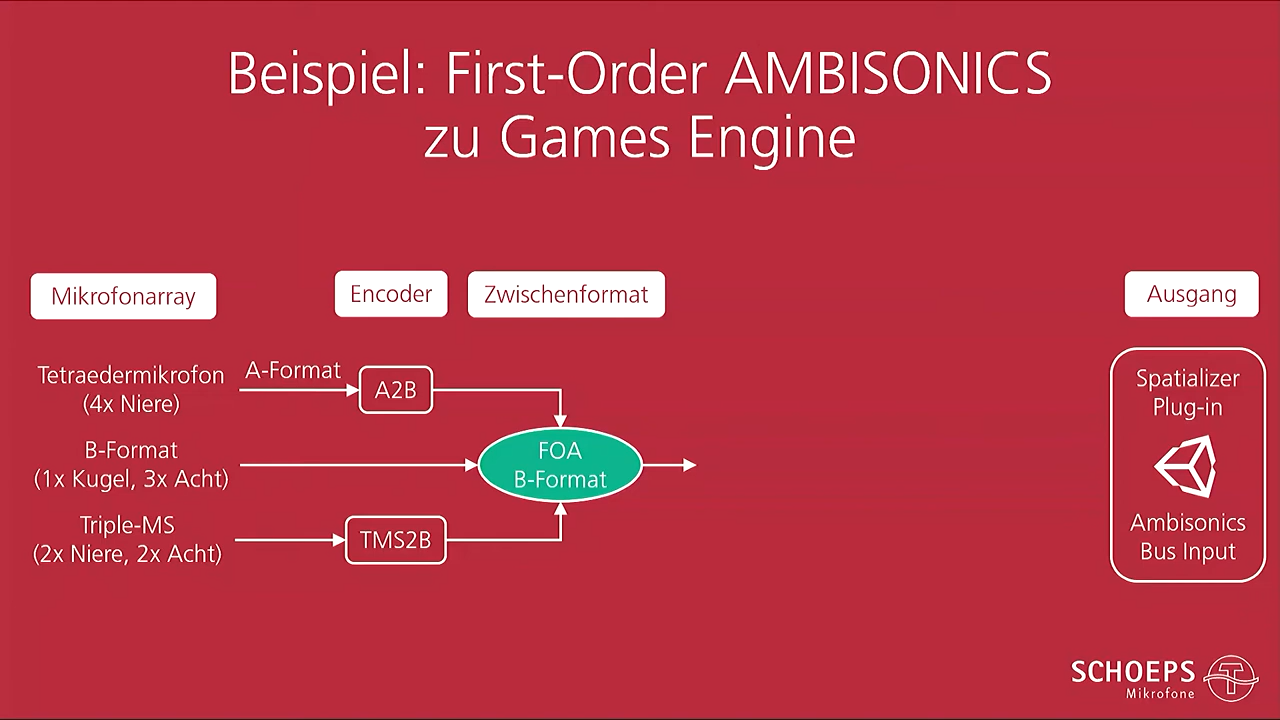 Beispiel: First-Order AMBISONICS
zu Games Engine
Mikrofonarray
Encoder
Zwischenformat
Ausgang
Tetraedermikrofon
(4x Niere)
A-Format
A2B
B-Format
(1x Kugel, 3x Acht)
FOA
B-Format
Triple-MS
(2x Niere, 2x Acht)
TMS2B
Spatializer
Plug-in
Ambisonics
Bus Input
SCHOEPS
Mikrofone